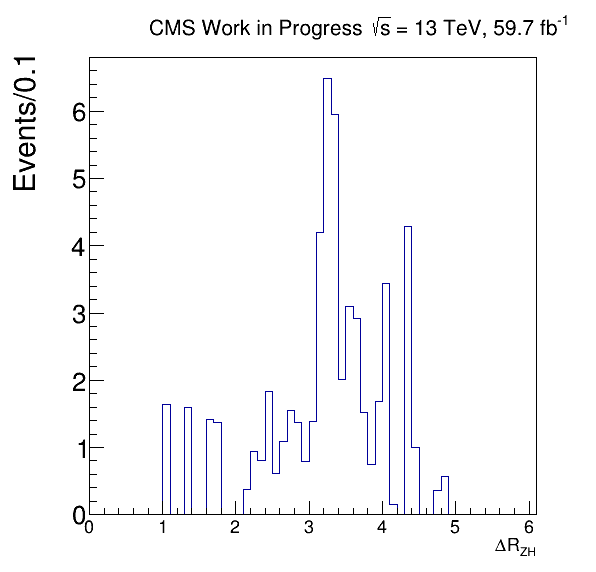 CMS Work in Progress √s = 13 TeV, 59.7 fb⁻¹
Events/0.1
6
5
4
3
2
1
0
0 1 2 3 4 5 6
ΔR_ZH